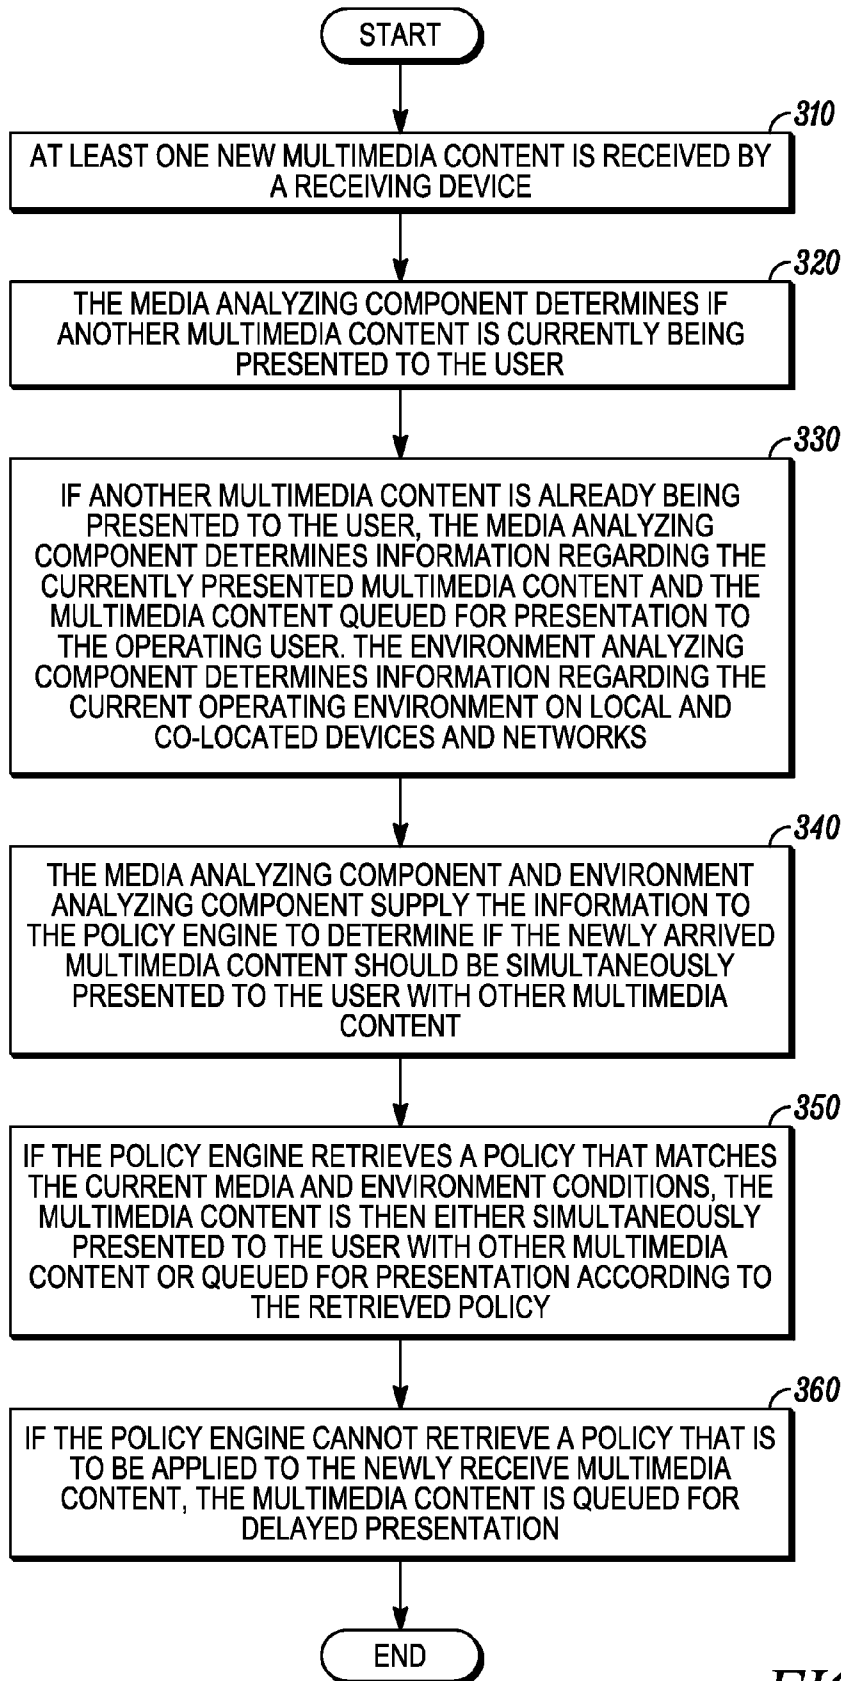 START
310
AT LEAST ONE NEW MULTIMEDIA CONTENT IS RECEIVED BY
A RECEIVING DEVICE
320
THE MEDIA ANALYZING COMPONENT DETERMINES IF
ANOTHER MULTIMEDIA CONTENT IS CURRENTLY BEING
PRESENTED TO THE USER
330
IF ANOTHER MULTIMEDIA CONTENT IS ALREADY BEING
PRESENTED TO THE USER, THE MEDIA ANALYZING
COMPONENT DETERMINES INFORMATION REGARDING THE
CURRENTLY PRESENTED MULTIMEDIA CONTENT AND THE
MULTIMEDIA CONTENT QUEUED FOR PRESENTATION TO
THE OPERATING USER. THE ENVIRONMENT ANALYZING
COMPONENT DETERMINES INFORMATION REGARDING THE
CURRENT OPERATING ENVIRONMENT ON LOCAL AND
CO-LOCATED DEVICES AND NETWORKS
340
THE MEDIA ANALYZING COMPONENT AND ENVIRONMENT
ANALYZING COMPONENT SUPPLY THE INFORMATION TO
THE POLICY ENGINE TO DETERMINE IF THE NEWLY ARRIVED
MULTIMEDIA CONTENT SHOULD BE SIMULTANEOUSLY
PRESENTED TO THE USER WITH OTHER MULTIMEDIA
CONTENT
350
IF THE POLICY ENGINE RETRIEVES A POLICY THAT MATCHES
THE CURRENT MEDIA AND ENVIRONMENT CONDITIONS, THE
MULTIMEDIA CONTENT IS THEN EITHER SIMULTANEOUSLY
PRESENTED TO THE USER WITH OTHER MULTIMEDIA
CONTENT OR QUEUED FOR PRESENTATION ACCORDING TO
THE RETRIEVED POLICY
360
IF THE POLICY ENGINE CANNOT RETRIEVE A POLICY THAT IS
TO BE APPLIED TO THE NEWLY RECEIVE MULTIMEDIA
CONTENT, THE MULTIMEDIA CONTENT IS QUEUED FOR
DELAYED PRESENTATION
END